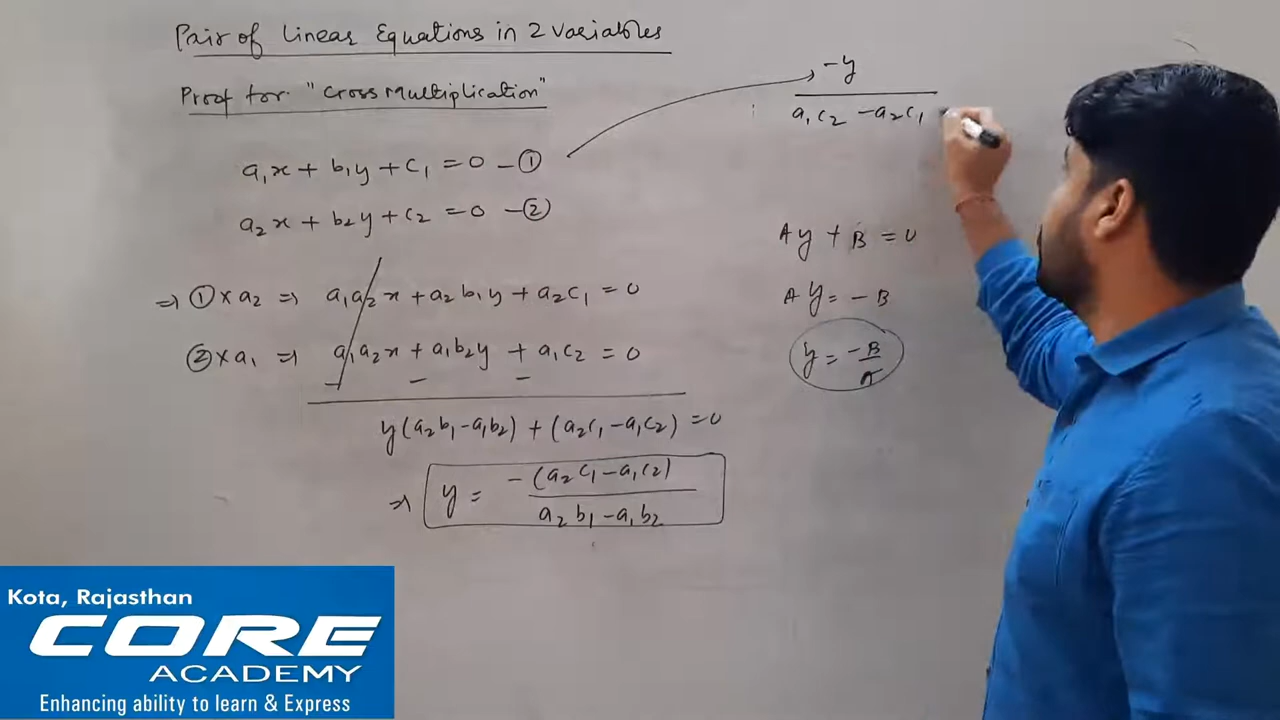 Pair of Linear Equations in 2 variables
Proof for "Cross Multiplication"
a₁x + b₁y + c₁ = 0 - ①
a₂x + b₂y + c₂ = 0 - ②
⇒ ① × a₂ ⇒ a₁a₂x + a₂b₁y + a₂c₁ = 0
② × a₁ ⇒ a₁a₂x + a₁b₂y + a₁c₂ = 0
- - -
y(a₂b₁ - a₁b₂) + (a₂c₁ - a₁c₂) = 0
⇒ y = -(a₂c₁ - a₁c₂)
a₂b₁ - a₁b₂
-y
a₁c₂ - a₂c₁
Ay + B = 0
Ay = -B
y = -B
A
Kota, Rajasthan
CORE
ACADEMY
Enhancing ability to learn & Express